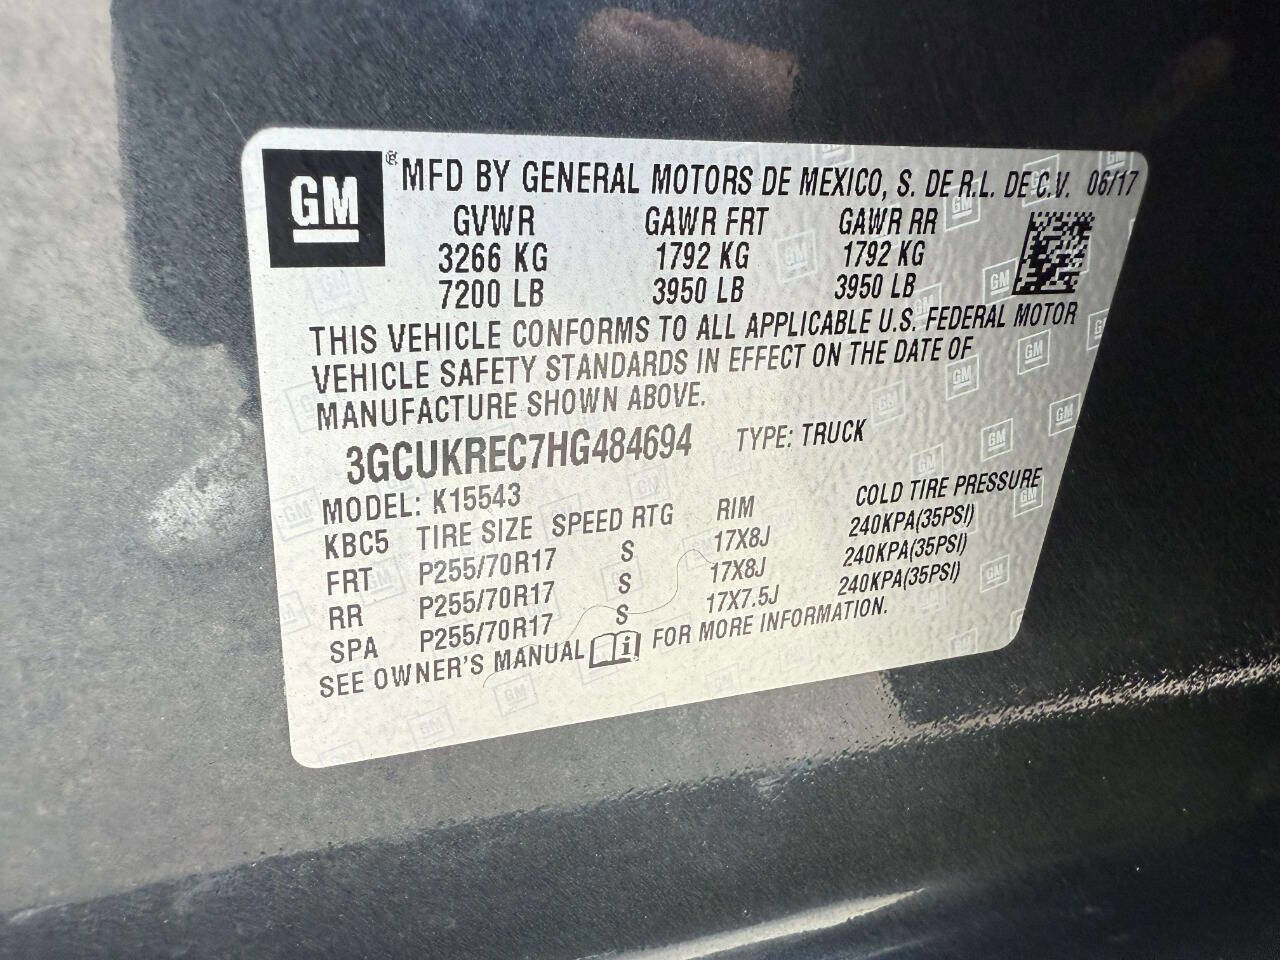 GM ® MFD BY GENERAL MOTORS DE MEXICO, S. DE R.L. DE C.V. 06/17
GVWR GAWR FRT GAWR RR
3266 KG 1792 KG 1792 KG
7200 LB 3950 LB 3950 LB
THIS VEHICLE CONFORMS TO ALL APPLICABLE U.S. FEDERAL MOTOR
VEHICLE SAFETY STANDARDS IN EFFECT ON THE DATE OF
MANUFACTURE SHOWN ABOVE.
3GCUKREC7HG484694 TYPE: TRUCK
MODEL: K15543
KBC5 TIRE SIZE SPEED RTG RIM COLD TIRE PRESSURE
FRT P255/70R17 S 17X8J 240KPA(35PSI)
RR P255/70R17 S 17X8J 240KPA(35PSI)
SPA P255/70R17 S 17X7.5J 240KPA(35PSI)
SEE OWNER'S MANUAL i FOR MORE INFORMATION.